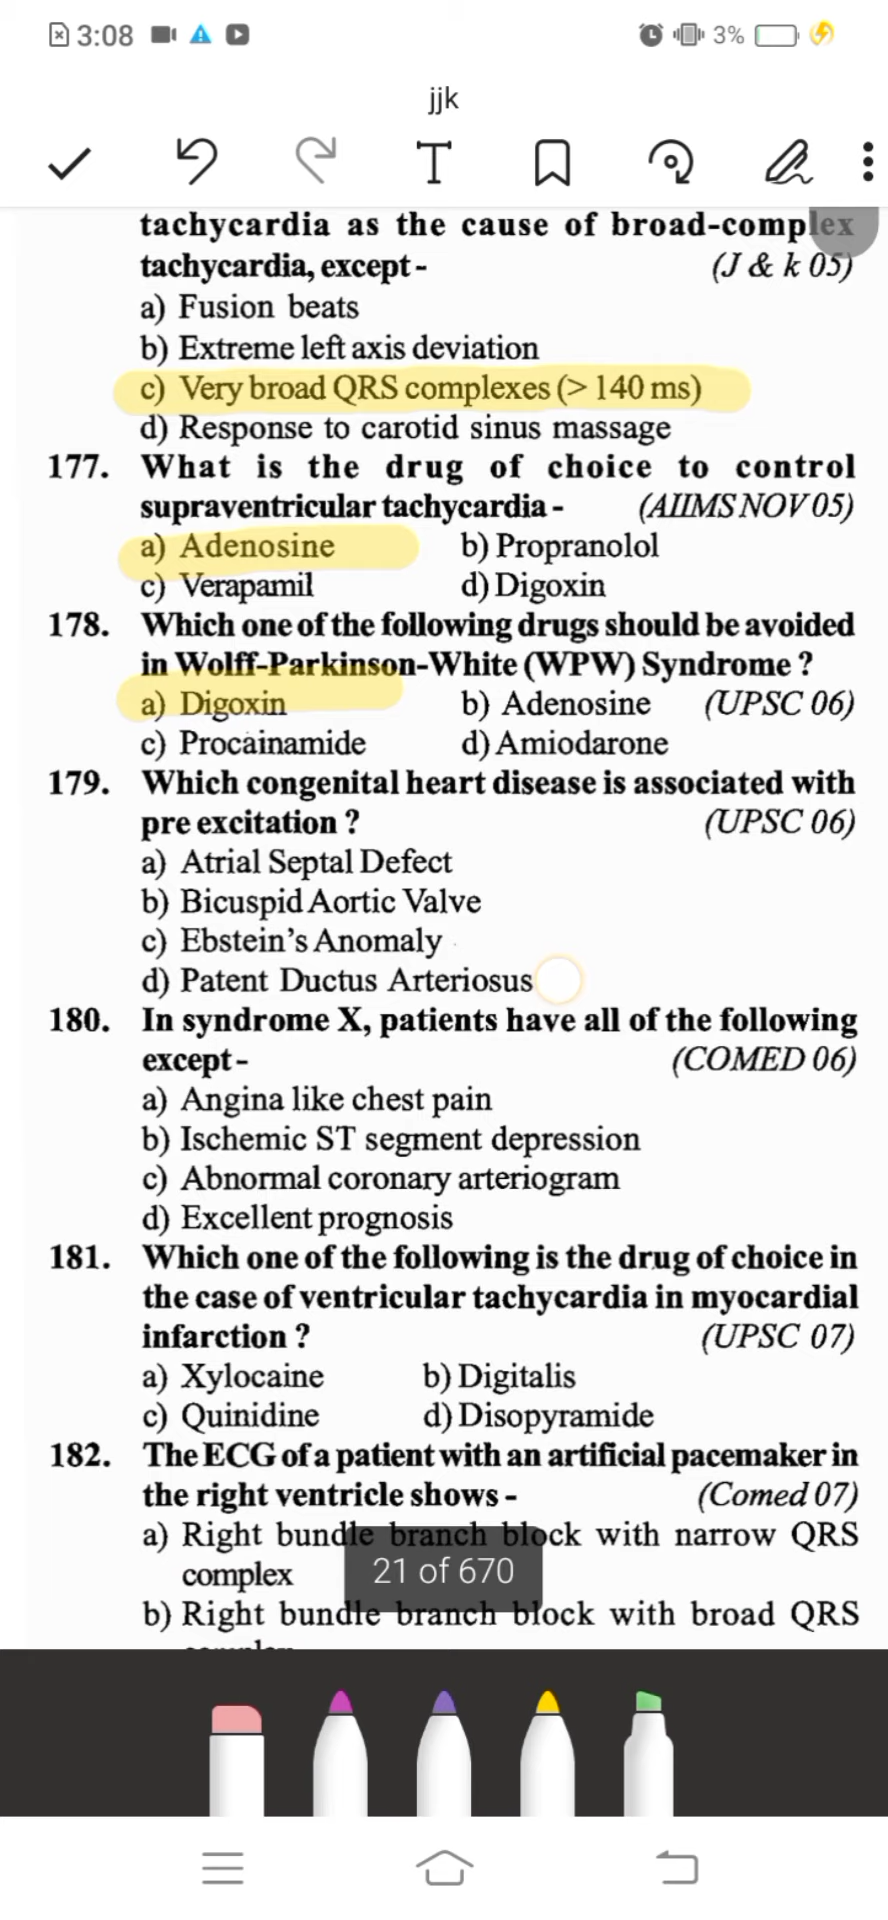 3:08
3%
jjk
T
tachycardia as the cause of broad-complex
tachycardia, except - (J & k 05)
a) Fusion beats
b) Extreme left axis deviation
c) Very broad QRS complexes (> 140 ms)
d) Response to carotid sinus massage
177. What is the drug of choice to control
supraventricular tachycardia - (AIIMS NOV 05)
a) Adenosine b) Propranolol
c) Verapamil d) Digoxin
178. Which one of the following drugs should be avoided
in Wolff-Parkinson-White (WPW) Syndrome ?
a) Digoxin b) Adenosine (UPSC 06)
c) Procainamide d) Amiodarone
179. Which congenital heart disease is associated with
pre excitation ? (UPSC 06)
a) Atrial Septal Defect
b) Bicuspid Aortic Valve
c) Ebstein's Anomaly
d) Patent Ductus Arteriosus
180. In syndrome X, patients have all of the following
except - (COMED 06)
a) Angina like chest pain
b) Ischemic ST segment depression
c) Abnormal coronary arteriogram
d) Excellent prognosis
181. Which one of the following is the drug of choice in
the case of ventricular tachycardia in myocardial
infarction ? (UPSC 07)
a) Xylocaine b) Digitalis
c) Quinidine d) Disopyramide
182. The ECG of a patient with an artificial pacemaker in
the right ventricle shows - (Comed 07)
a) Right bundle branch block with narrow QRS
complex
21 of 670
b) Right bundle branch block with broad QRS